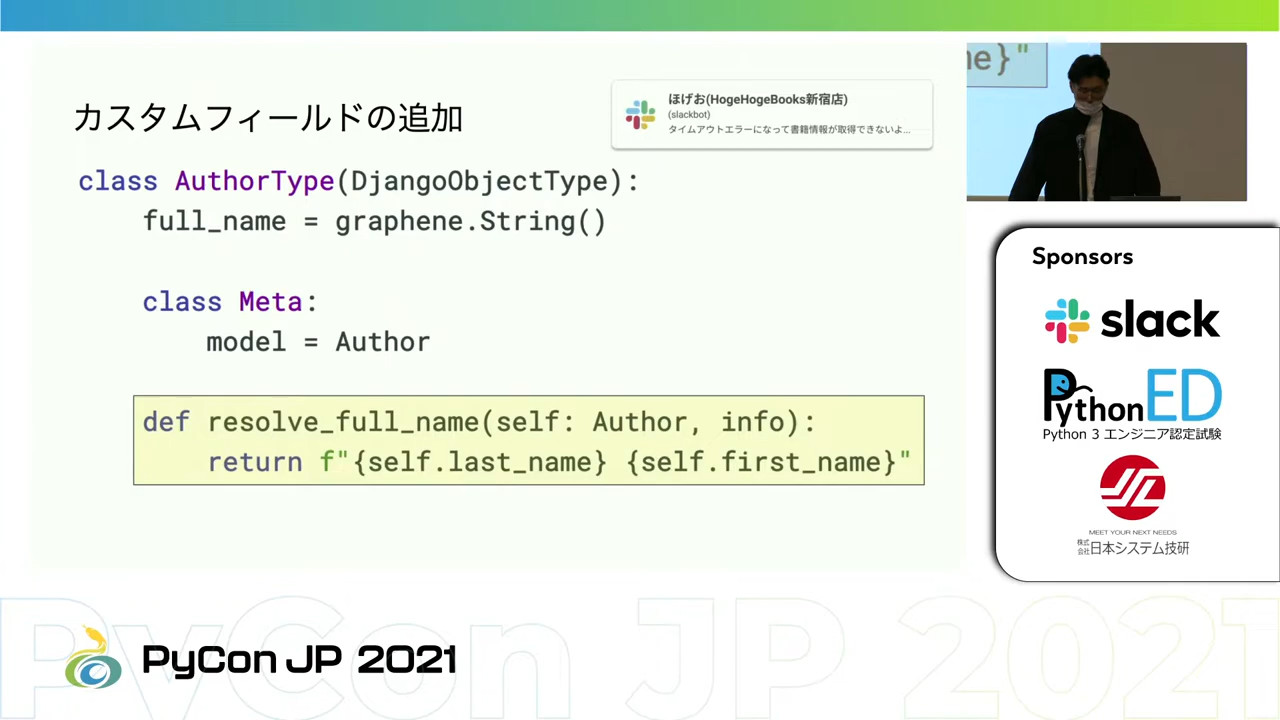 カスタムフィールドの追加
ほげお(HogeHogeBooks新宿店)
(slackbot)
タイムアウトエラーになって書籍情報が取得できないよ...
class AuthorType(DjangoObjectType):
full_name = graphene.String()
class Meta:
model = Author
def resolve_full_name(self: Author, info):
return f"{self.last_name} {self.first_name}"
me}"
Sponsors
slack
PythonED
Python 3 エンジニア認定試験
MEET YOUR NEXT NEEDS
株式会社日本システム技研
PyCon JP 2021
PyCon JP 2021